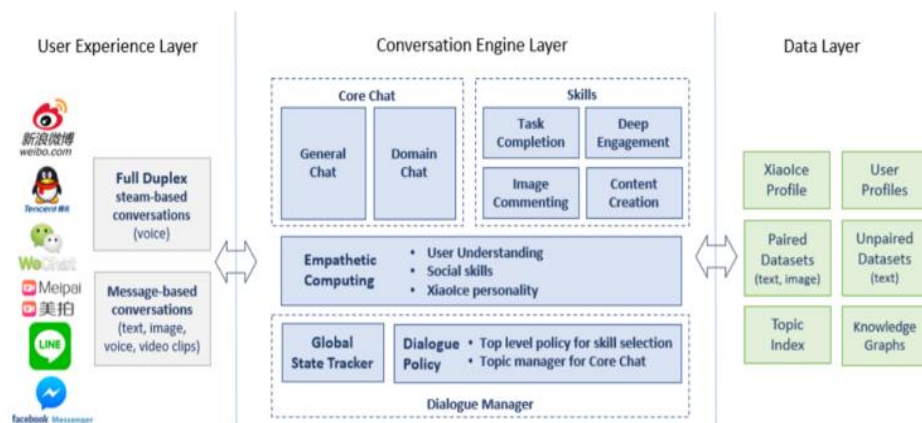 User Experience Layer
Conversation Engine Layer
Data Layer
新浪微博
weibo.com
Tencent 腾讯
WeChat
Meipai
美拍
LINE
facebook Messenger
Full Duplex
steam-based
conversations
(voice)
Message-based
conversations
(text, image,
voice, video clips)
Core Chat
General
Chat
Domain
Chat
Skills
Task
Completion
Deep
Engagement
Image
Commenting
Content
Creation
Empathetic
Computing
• User Understanding
• Social skills
• XiaoIce personality
Global
State Tracker
Dialogue
Policy
• Top level policy for skill selection
• Topic manager for Core Chat
Dialogue Manager
XiaoIce
Profile
User
Profiles
Paired
Datasets
(text, image)
Unpaired
Datasets
(text)
Topic
Index
Knowledge
Graphs